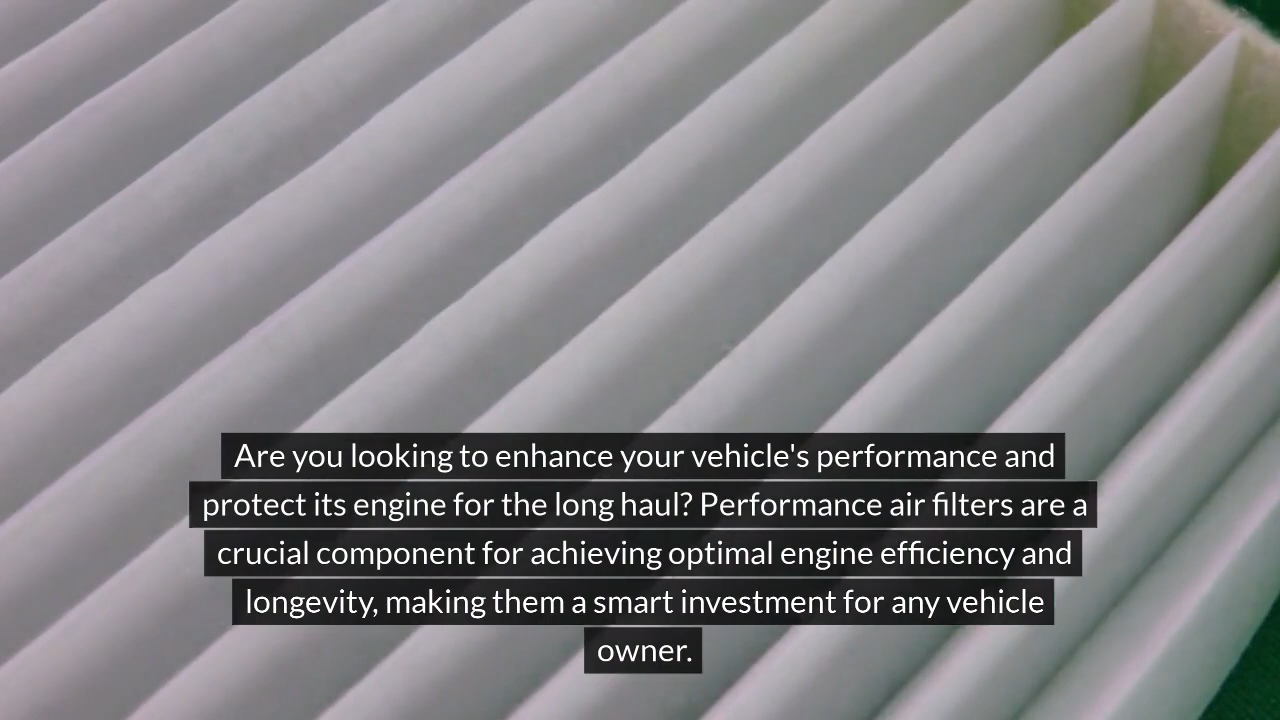 Are you looking to enhance your vehicle's performance and
protect its engine for the long haul? Performance air filters are a
crucial component for achieving optimal engine efficiency and
longevity, making them a smart investment for any vehicle
owner.